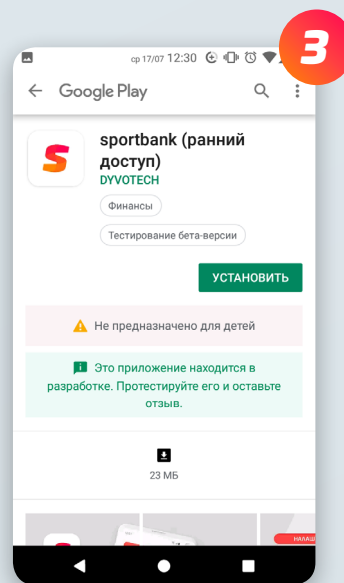 3
ср 17/07 12:30
Google Play
sportbank (ранний
доступ)
DYVOTECH
Финансы
Тестирование бета-версии
УСТАНОВИТЬ
Не предназначено для детей
Это приложение находится в
разработке. Протестируйте его и оставьте
отзыв.
23 МБ